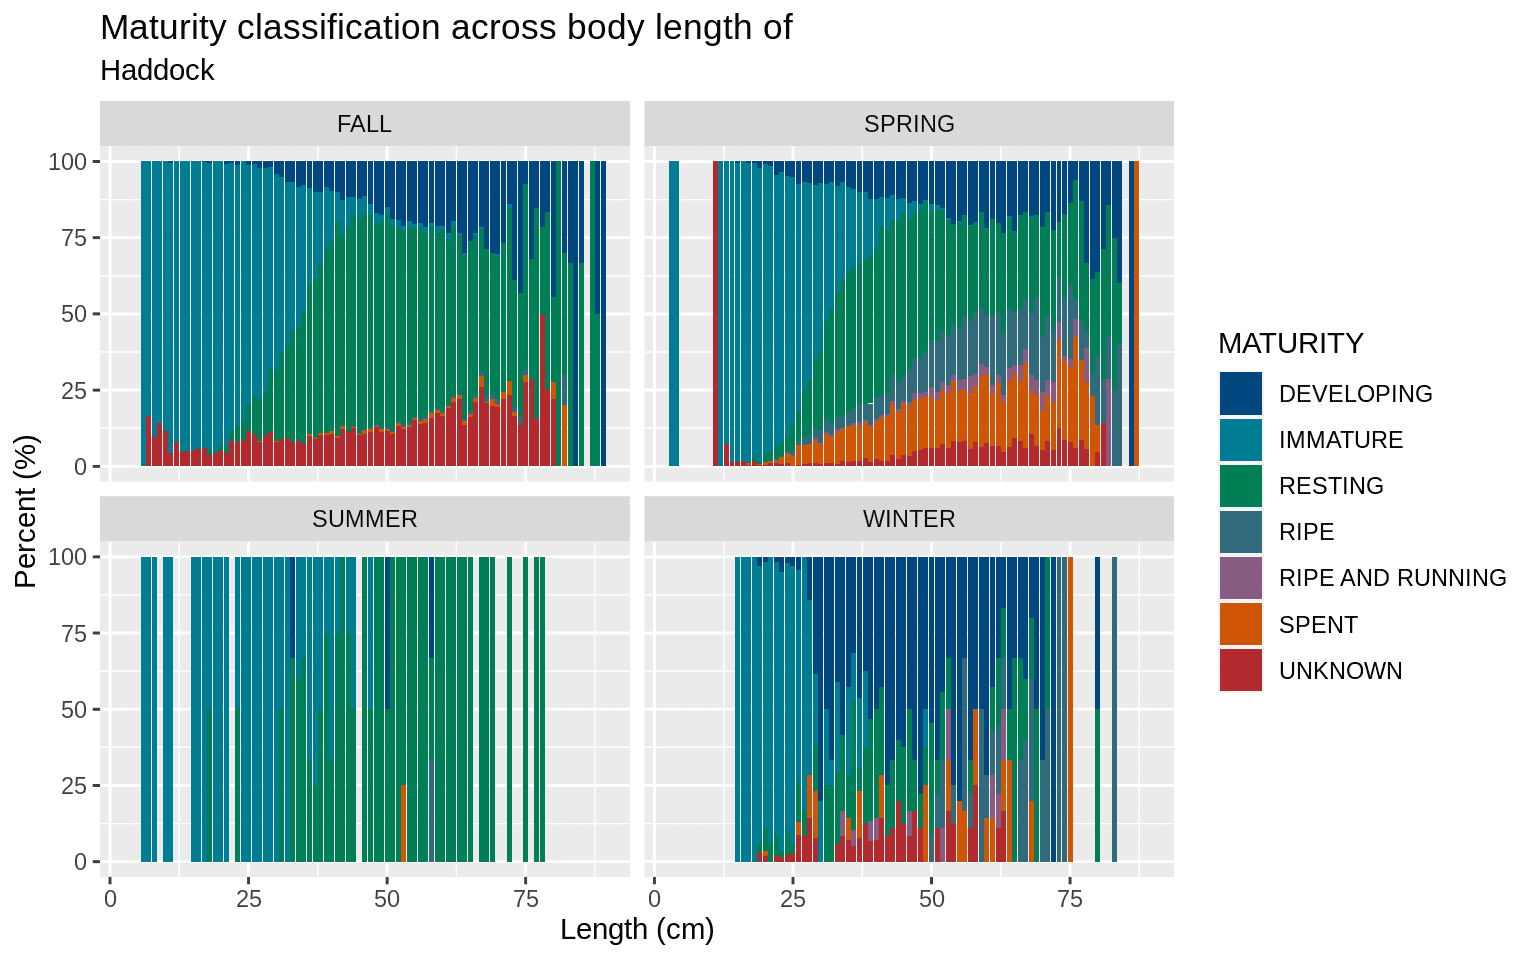 Maturity classification across body length of
Haddock
FALL
SPRING
100
75
50
25
0
SUMMER
WINTER
100
75
50
25
0
0
25
50
75
0
25
50
75
Length (cm)
Percent (%)
MATURITY
DEVELOPING
IMMATURE
RESTING
RIPE
RIPE AND RUNNING
SPENT
UNKNOWN